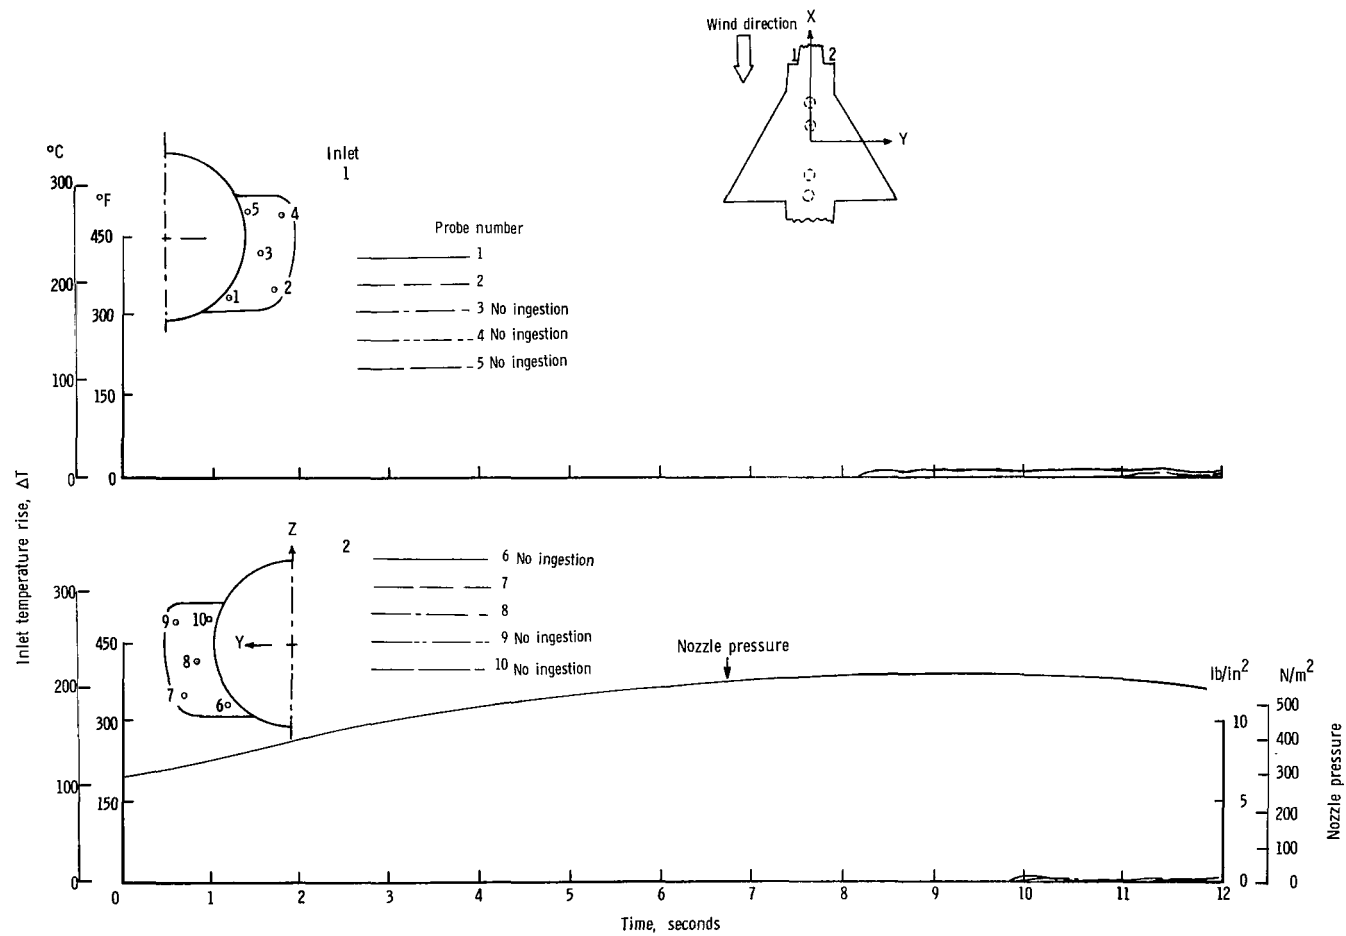 Wind direction
X
1 2
Y
°C
Inlet
1
300
°F
5 4
450
3
200
1 2
300
100
150
0 0
Probe number
1
2
3 No ingestion
4 No ingestion
5 No ingestion
Inlet temperature rise, ΔT
Z
2
6 No ingestion
7
8
9 No ingestion
10 No ingestion
300
9 10
450
Y
8
200
7
6
300
100
150
0
Nozzle pressure
lb/in²
N/m²
10
5
0
500
400
300
200
100
0
Nozzle pressure
0 1 2 3 4 5 6 7 8 9 10 11 12
Time, seconds